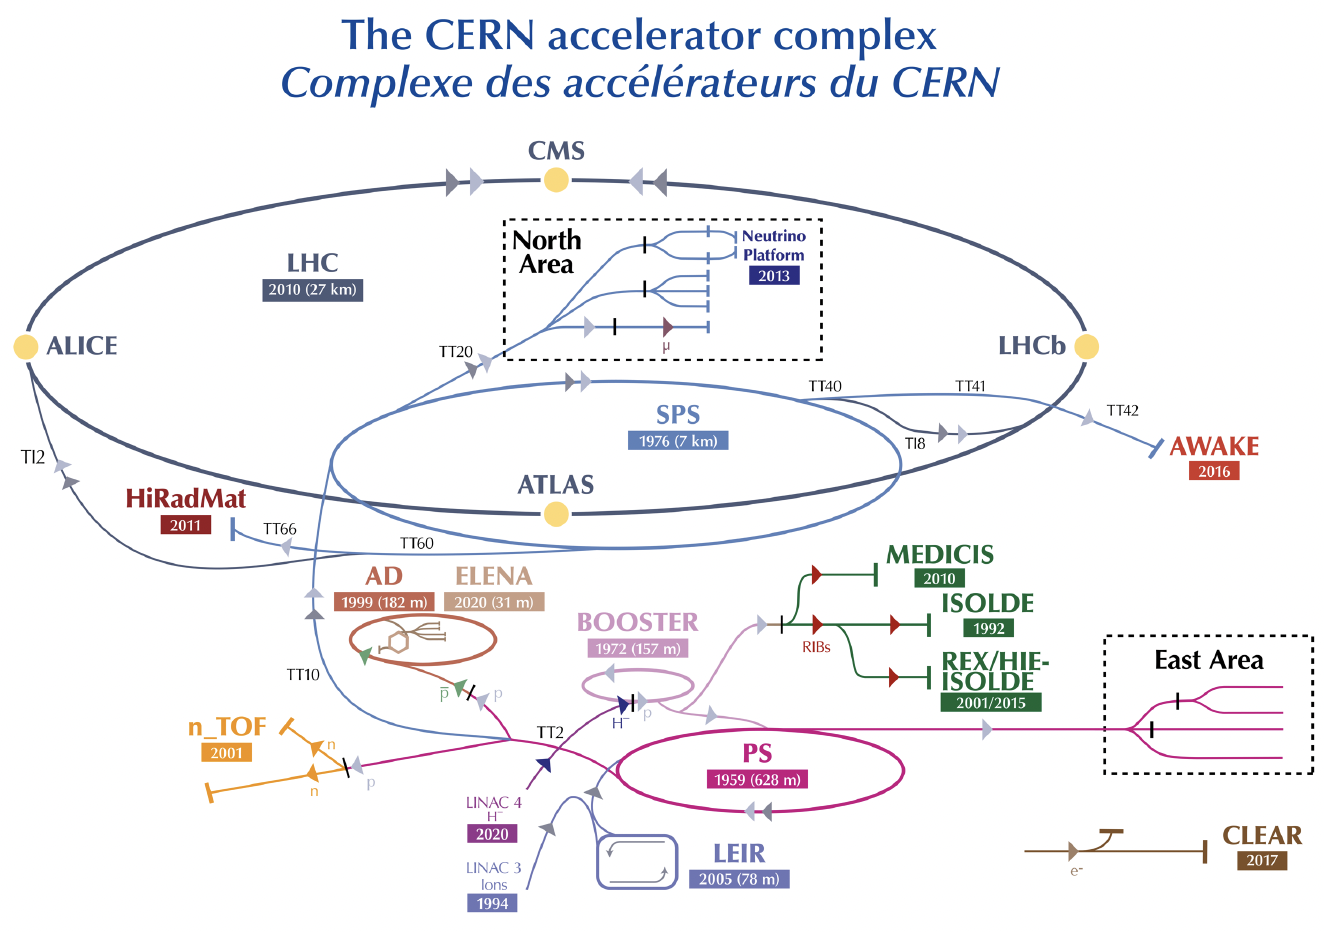 The CERN accelerator complex
Complexe des accélérateurs du CERN
CMS
North
Area
Neutrino
Platform
2013
LHC
2010 (27 km)
μ
ALICE
LHCb
TT20
TT40
TT41
TT42
SPS
1976 (7 km)
TI8
AWAKE
2016
TI2
ATLAS
HiRadMat
2011
TT66
TT60
MEDICIS
2010
AD
1999 (182 m)
ELENA
2020 (31 m)
ISOLDE
1992
BOOSTER
1972 (157 m)
RIBs
REX/HIE-
ISOLDE
2001/2015
East Area
TT10
p̅
p
H⁻
p
n_TOF
2001
n
n
p
TT2
PS
1959 (628 m)
LINAC 4
H⁻
2020
LINAC 3
Ions
1994
LEIR
2005 (78 m)
CLEAR
2017
e-